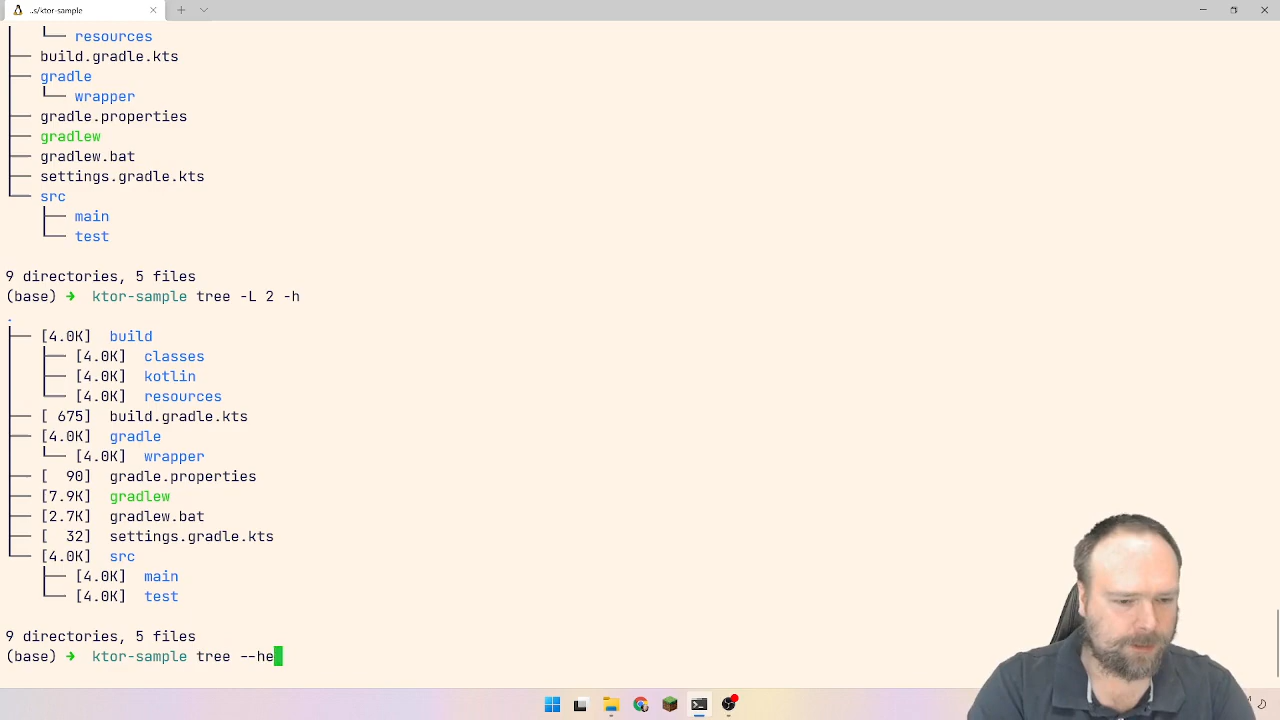 ../ktor-sample
└── resources
├── build.gradle.kts
├── gradle
│   └── wrapper
├── gradle.properties
├── gradlew
├── gradlew.bat
├── settings.gradle.kts
└── src
    ├── main
    └── test
9 directories, 5 files
(base) ➜  ktor-sample tree -L 2 -h
.
├── [4.0K]  build
│   ├── [4.0K]  classes
│   ├── [4.0K]  kotlin
│   └── [4.0K]  resources
├── [ 675]  build.gradle.kts
├── [4.0K]  gradle
│   └── [4.0K]  wrapper
├── [  90]  gradle.properties
├── [7.9K]  gradlew
├── [2.7K]  gradlew.bat
├── [  32]  settings.gradle.kts
└── [4.0K]  src
    ├── [4.0K]  main
    └── [4.0K]  test
9 directories, 5 files
(base) ➜  ktor-sample tree --he